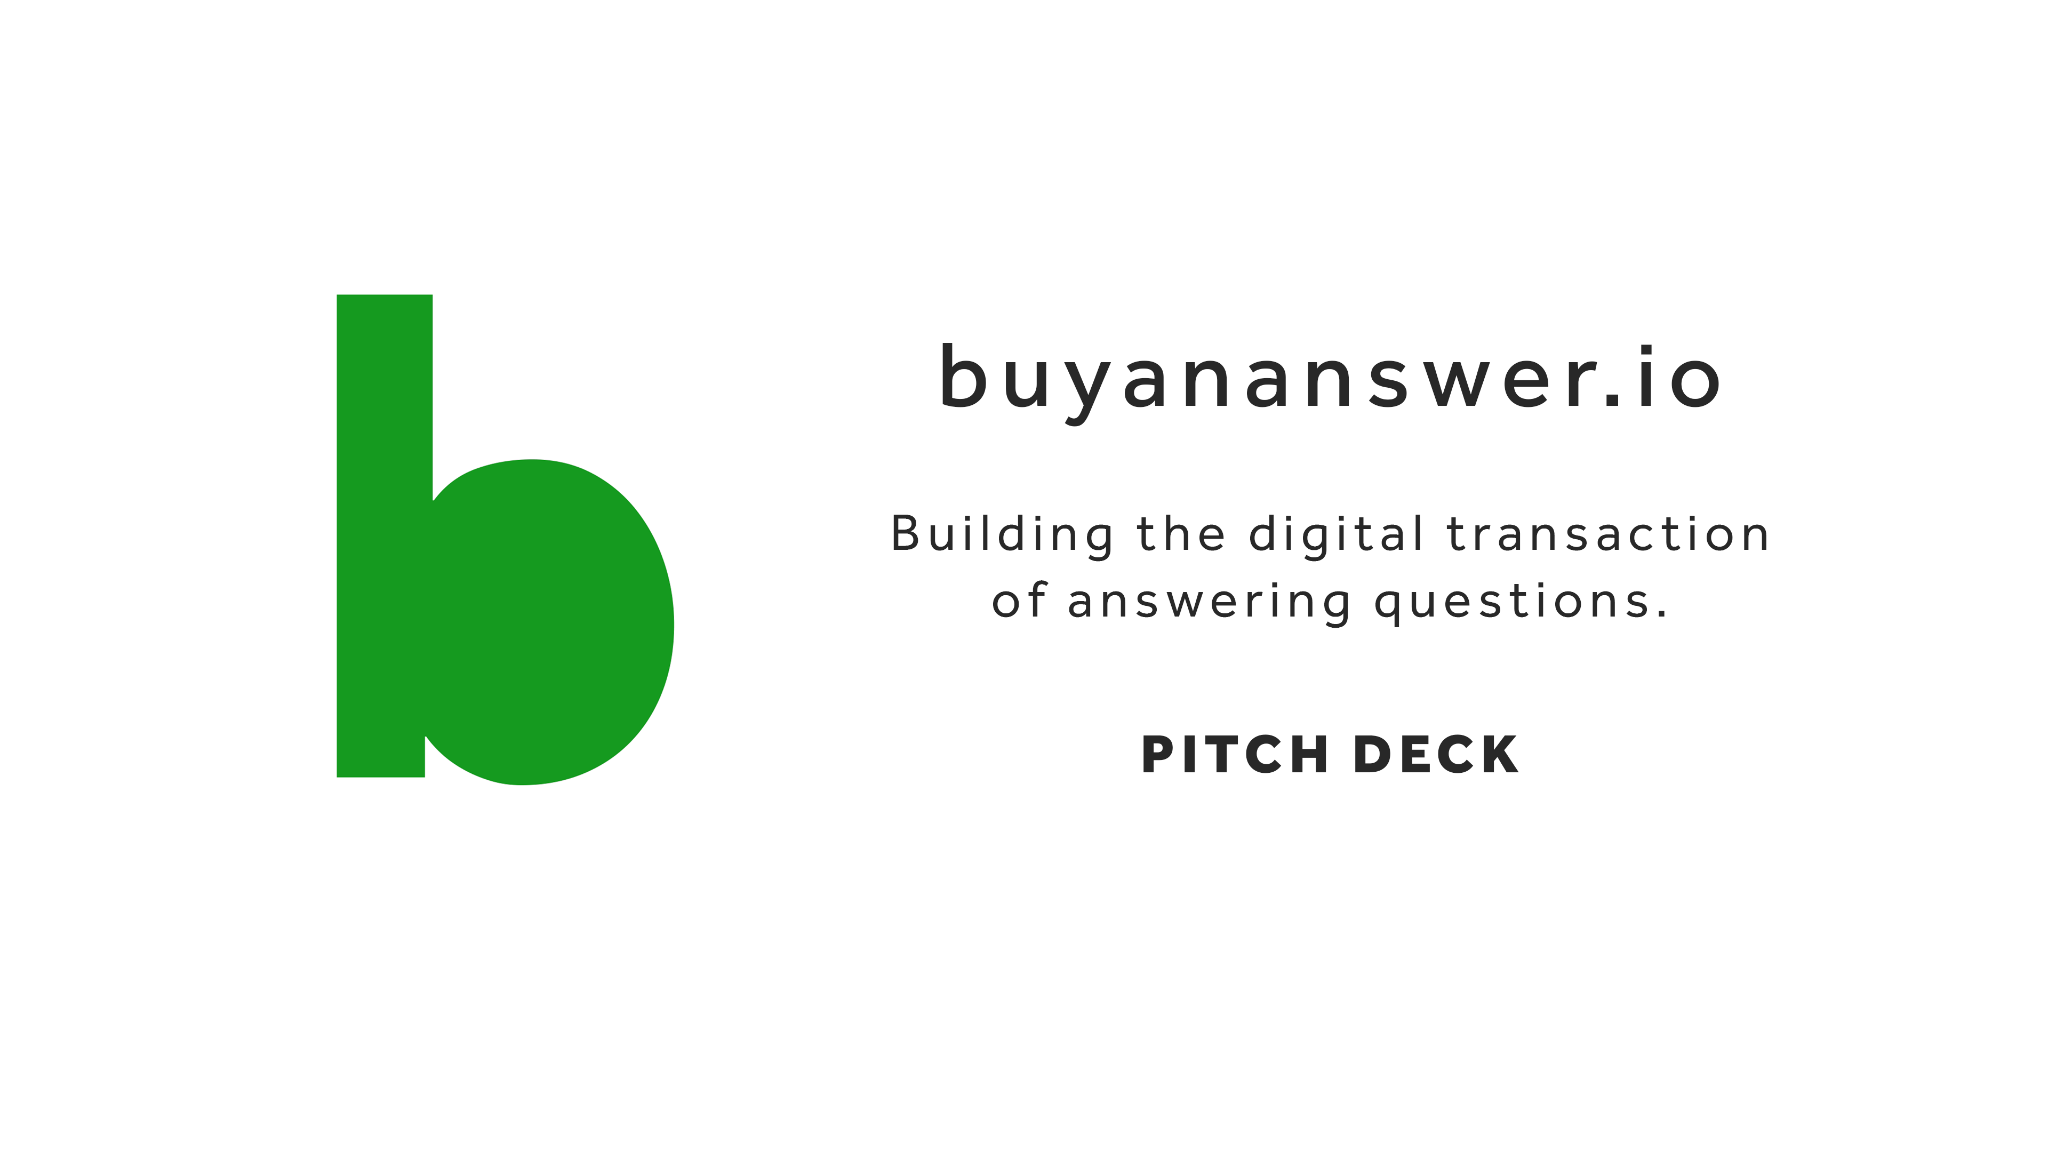 b
buyananswer.io
Building the digital transaction
of answering questions.
PITCH DECK